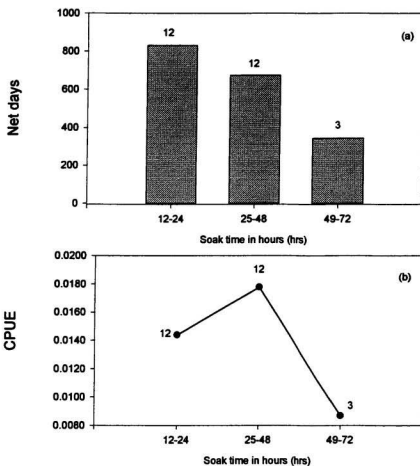 1000
12
(a)
800
12
600
Net days
400
3
200
0
12-24 25-48 49-72
Soak time in hours (hrs)
0.0200
12
(b)
0.0180
0.0160
CPUE
0.0140
12
0.0120
0.0100
3
0.0080
12-24 25-48 49-72
Soak time in hours (hrs)